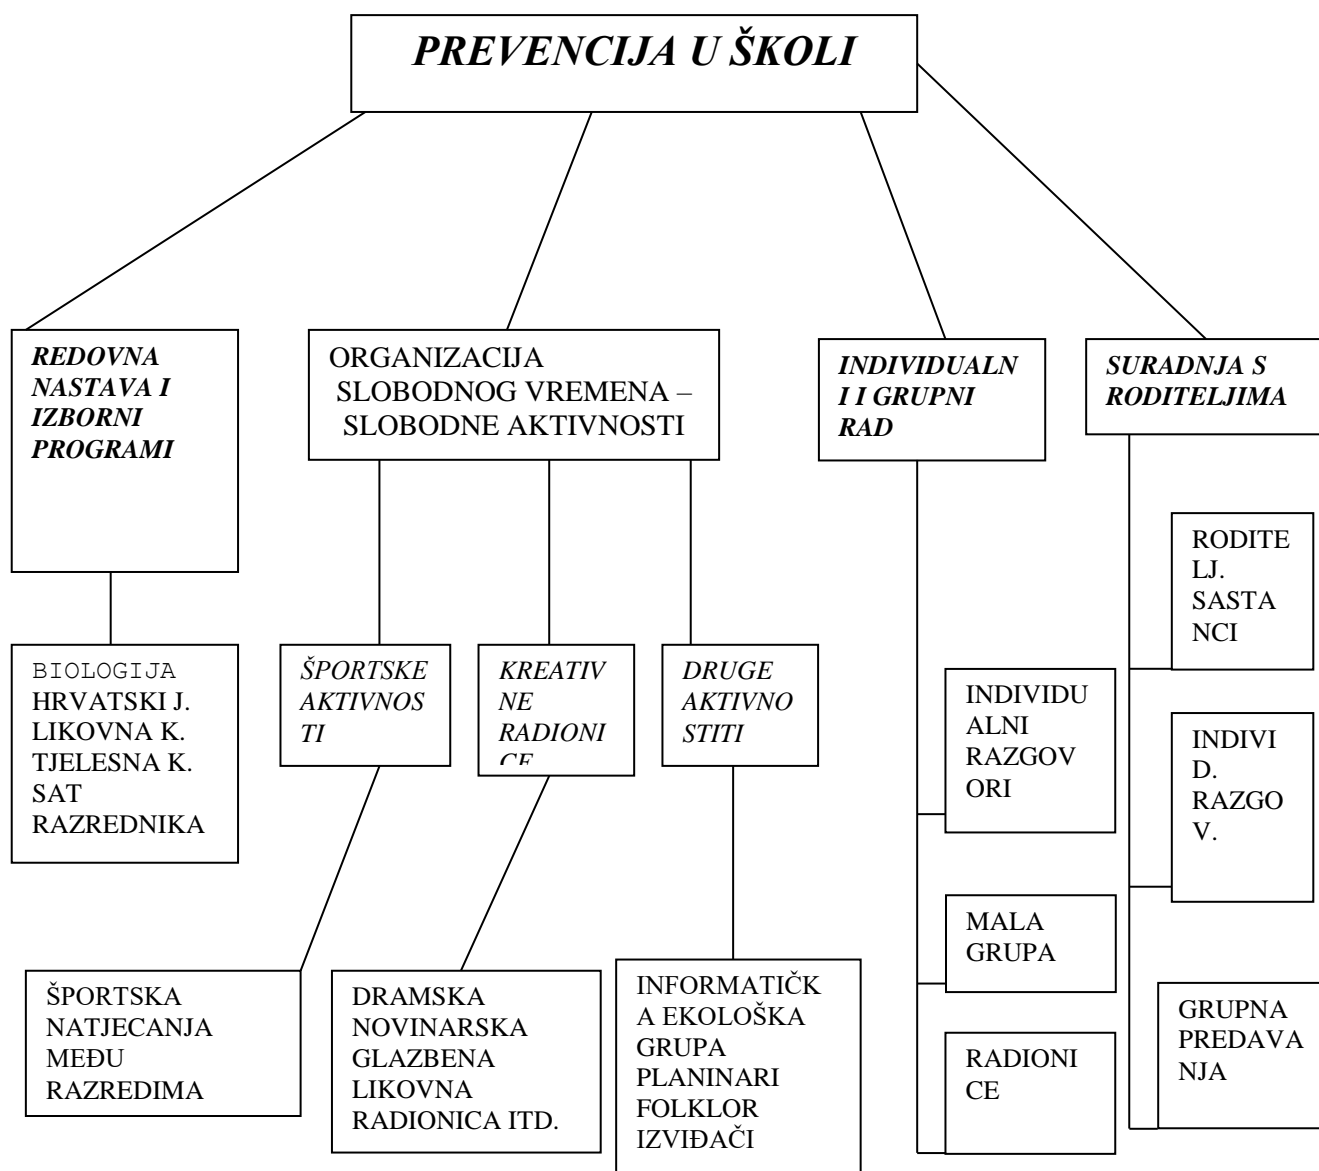 PREVENCIJA U ŠKOLI
REDOVNA
NASTAVA I
IZBORNI
PROGRAMI
ORGANIZACIJA
SLOBODNOG VREMENA –
SLOBODNE AKTIVNOSTI
INDIVIDUALN
I I GRUPNI
RAD
SURADNJA S
RODITELJIMA
RODITE
LJ.
SASTA
NCI
BIOLOGIJA
HRVATSKI J.
LIKOVNA K.
TJELESNA K.
SAT
RAZREDNIKA
ŠPORTSKE
AKTIVNOS
TI
KREATIV
NE
RADIONI
CE
DRUGE
AKTIVNO
STITI
INDIVIDU
ALNI
RAZGOV
ORI
INDIVI
D.
RAZGO
V.
MALA
GRUPA
ŠPORTSKA
NATJECANJA
MEĐU
RAZREDIMA
DRAMSKA
NOVINARSKA
GLAZBENA
LIKOVNA
RADIONICA ITD.
INFORMATIČK
A EKOLOŠKA
GRUPA
PLANINARI
FOLKLOR
IZVIĐAČI
RADIONI
CE
GRUPNA
PREDAVA
NJA